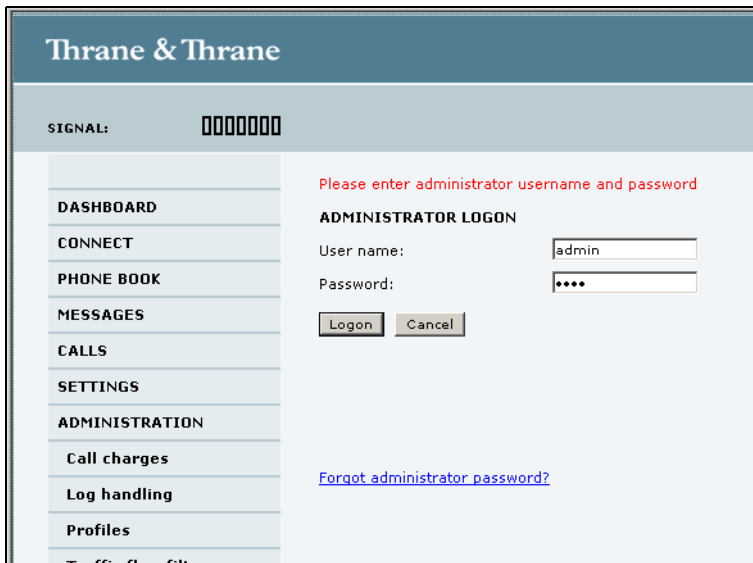 Thrane & Thrane
SIGNAL:
DASHBOARD
CONNECT
PHONE BOOK
MESSAGES
CALLS
SETTINGS
ADMINISTRATION
Call charges
Log handling
Profiles
Please enter administrator username and password
ADMINISTRATOR LOGON
User name: admin
Password: ••••
Logon Cancel
Forgot administrator password?